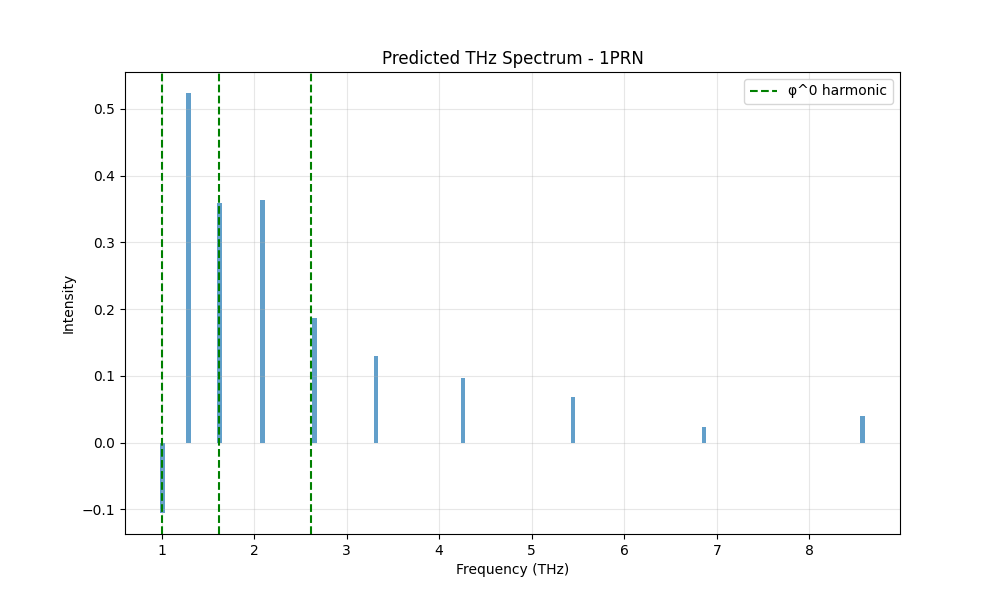 Predicted THz Spectrum - 1PRN
φ^0 harmonic
0.5
0.4
0.3
0.2
0.1
0.0
−0.1
Intensity
1 2 3 4 5 6 7 8
Frequency (THz)